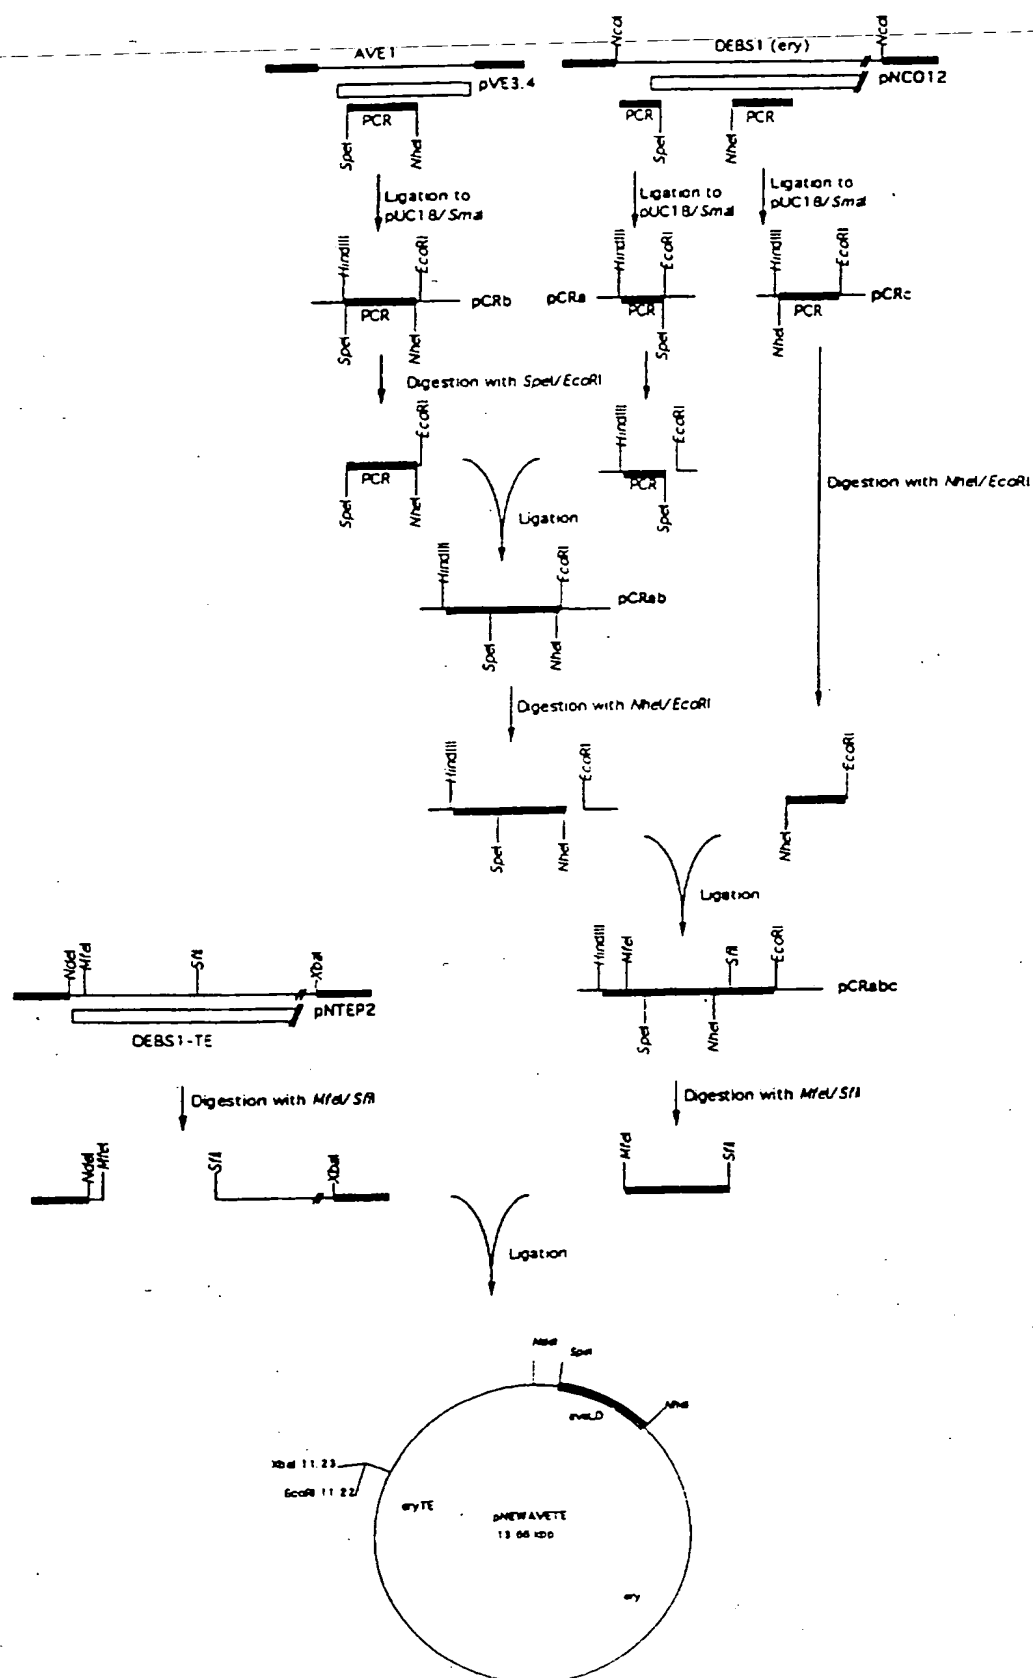 AVE1
pVE3.4
NcoI
DEBS1 (ery)
NcoI
pNCO12
PCR
SpeI
NheI
PCR
SpeI
PCR
NheI
Ligation to
pUC18/SmaI
Ligation to
pUC18/SmaI
Ligation to
pUC18/SmaI
HindIII
EcoRI
pCRb
PCR
SpeI
NheI
HindIII
EcoRI
pCRa
PCR
SpeI
HindIII
EcoRI
pCRc
PCR
NheI
Digestion with SpeI/EcoRI
EcoRI
PCR
SpeI
NheI
HindIII
EcoRI
PCR
SpeI
Digestion with NheI/EcoRI
Ligation
HindIII
EcoRI
pCRab
SpeI
NheI
Digestion with NheI/EcoRI
HindIII
EcoRI
SpeI
NheI
EcoRI
NheI
Ligation
NdeI
MfeI
SfiI
XbaI
pNTEP2
DEBS1-TE
HindIII
MfeI
SfiI
EcoRI
pCRabc
SpeI
NheI
Digestion with MfeI/SfiI
Digestion with MfeI/SfiI
NdeI
MfeI
SfiI
XbaI
MfeI
SfiI
Ligation
SpeI
NheI
aveLD
XbaI 11.23
EcoRI 11.22
eryTE
pNEWAVETE
13.66 kbp
ery